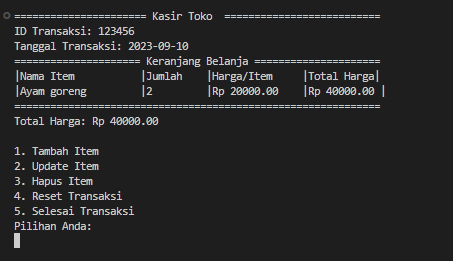 ====================== Kasir Toko  ==========================
ID Transaksi: 123456
Tanggal Transaksi: 2023-09-10
===================== Keranjang Belanja =====================
|Nama Item           |Jumlah    |Harga/Item     |Total Harga|
|Ayam goreng         |2         |Rp 20000.00    |Rp 40000.00 |
=============================================================
Total Harga: Rp 40000.00

1. Tambah Item
2. Update Item
3. Hapus Item
4. Reset Transaksi
5. Selesai Transaksi
Pilihan Anda: